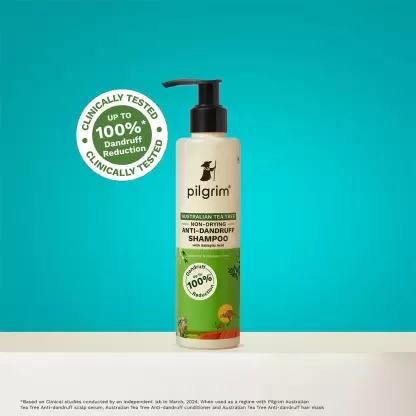 CLINICALLY TESTED
UP TO
100%*
Dandruff
Reduction
CLINICALLY TESTED
pilgrim®
AUSTRALIAN TEA TREE
NON-DRYING
ANTI-DANDRUFF
SHAMPOO
with Salicylic Acid
Dandruff
Up to
100%*
Reduction
*Based on Clinical studies conducted by an independent lab in March, 2024; When used as a regime with Pilgrim Australian
Tea Tree Anti-dandruff scalp serum, Australian Tea Tree Anti-dandruff conditioner and Australian Tea Tree Anti-dandruff hair mask